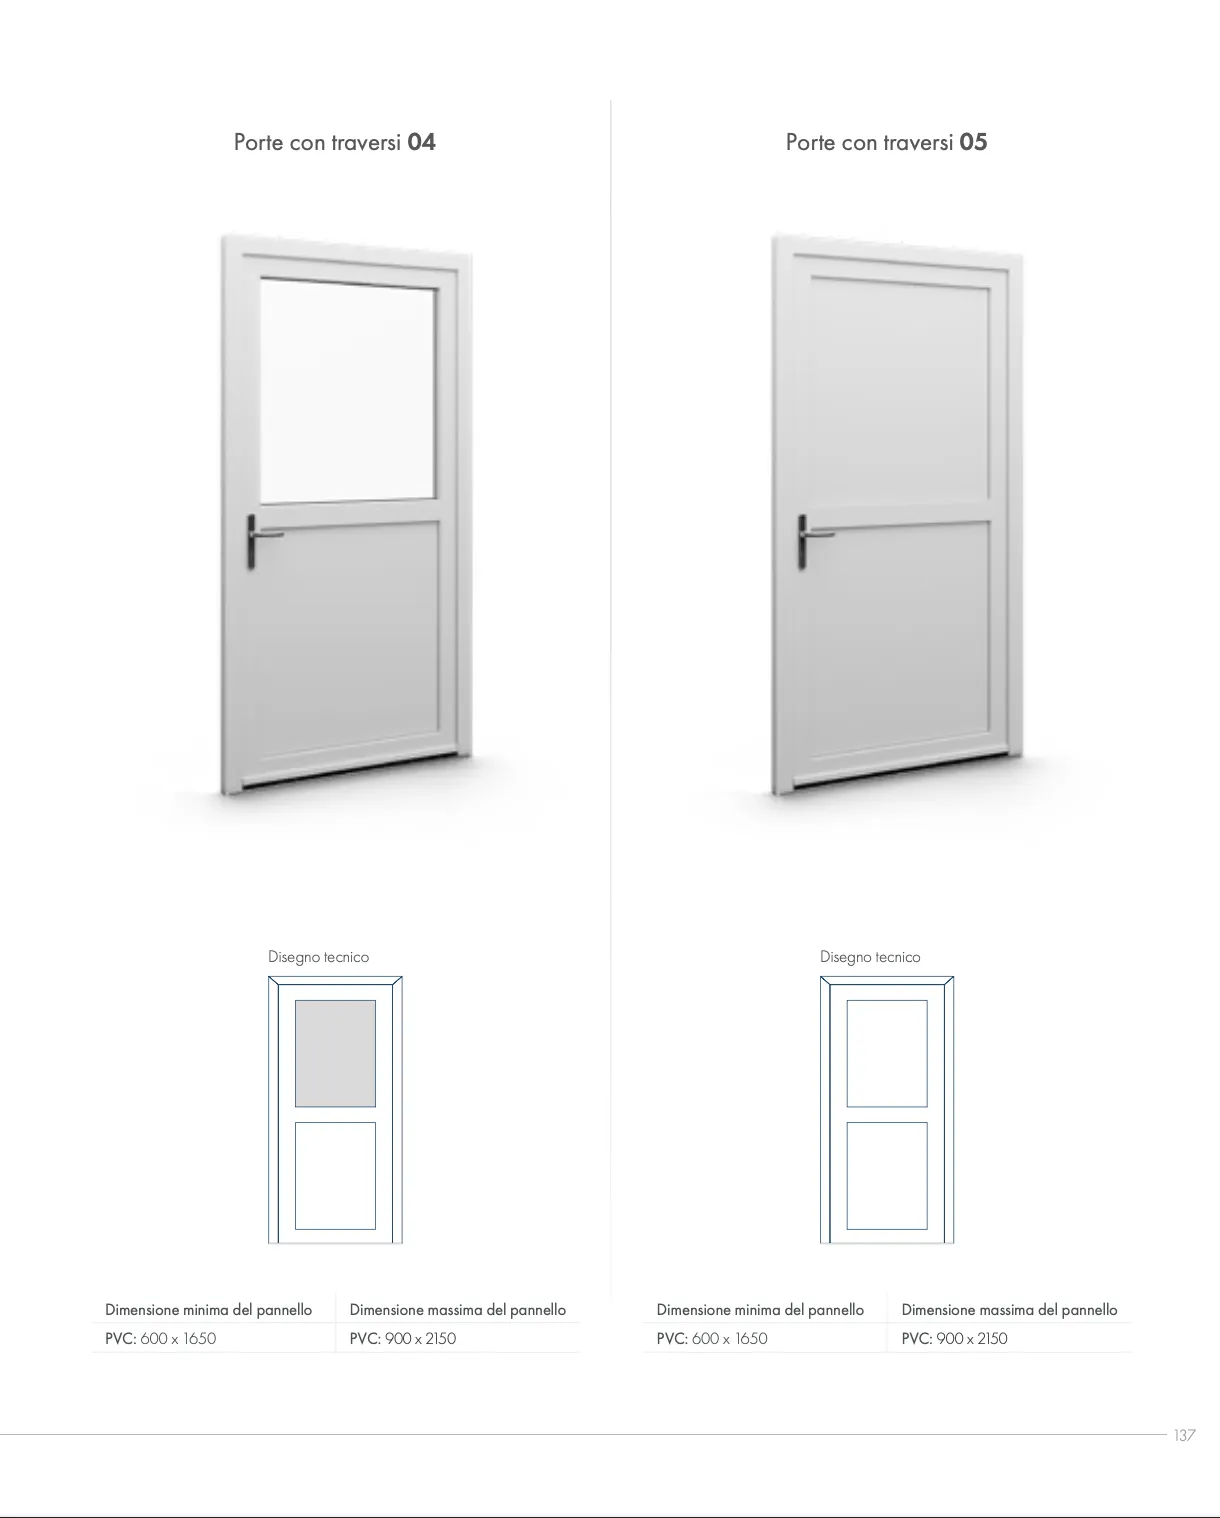 Porte con traversi 04
Disegno tecnico
Dimensione minima del pannello
Dimensione massima del pannello
PVC: 600 x 1650
PVC: 900 x 2150
Porte con traversi 05
Disegno tecnico
Dimensione minima del pannello
Dimensione massima del pannello
PVC: 600 x 1650
PVC: 900 x 2150
137